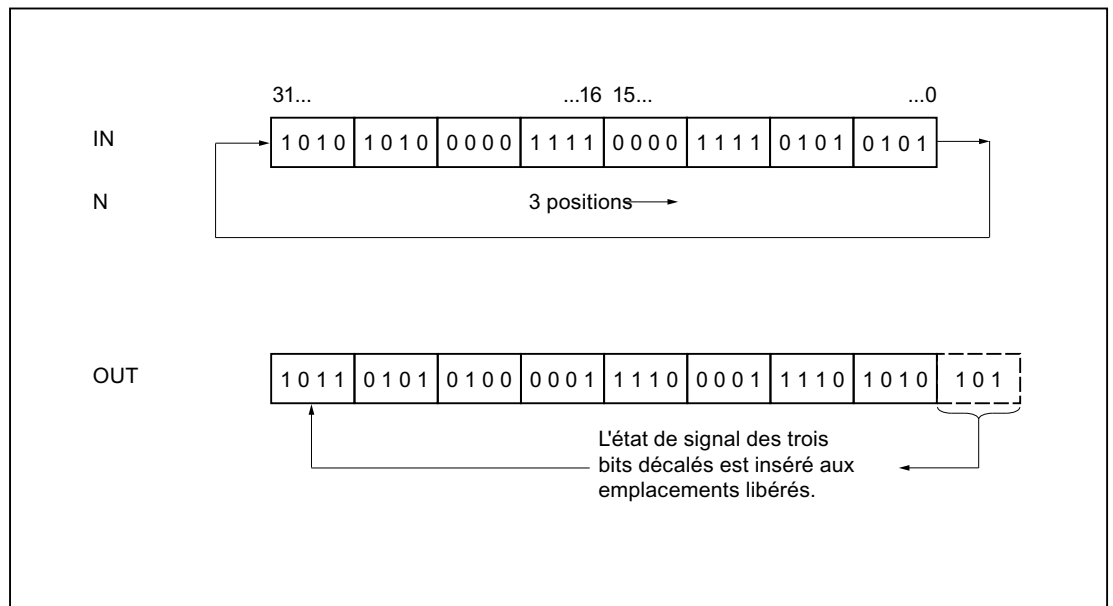 31... ...16 15... ...0
IN 1010 1010 0000 1111 0000 1111 0101 0101
N 3 positions
OUT 1011 0101 0100 0001 1110 0001 1110 1010 101
L'état de signal des trois
bits décalés est inséré aux
emplacements libérés.